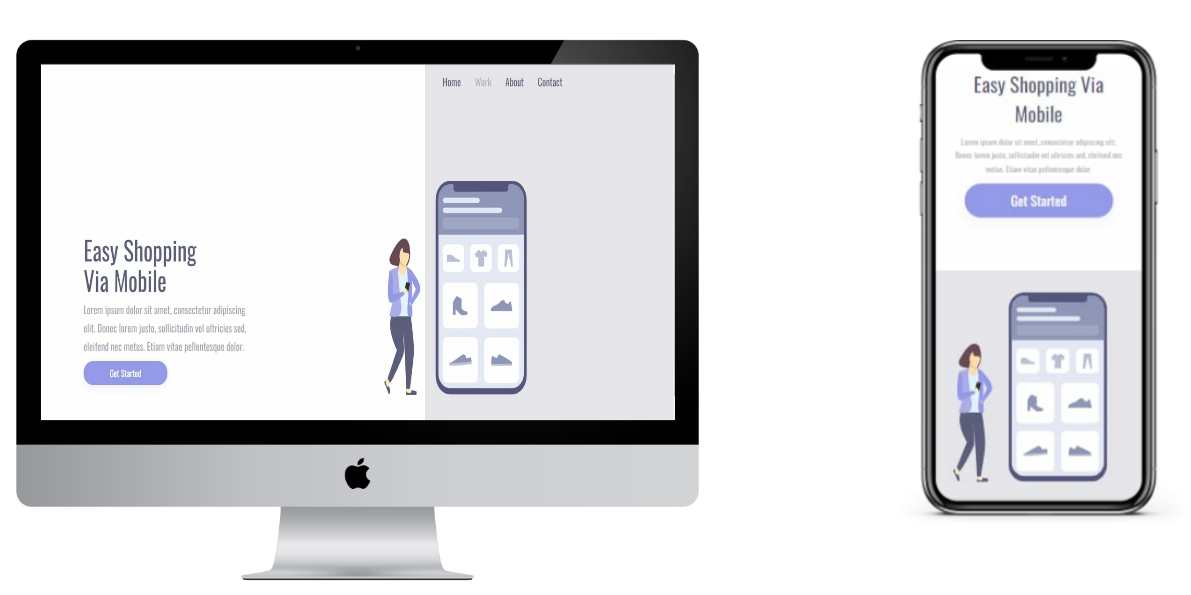 Home Work About Contact
Easy Shopping
Via Mobile
Lorem ipsum dolor sit amet, consectetur adipiscing
elit. Donec lorem justo, sollicitudin vel ultricies sed,
eleifend nec metus. Etiam vitae pellentesque dolor.
Get Started
Easy Shopping Via
Mobile
Lorem ipsum dolor sit amet, consectetur adipiscing elit.
Donec lorem justo, sollicitudin vel ultricies sed, eleifend nec
metus. Etiam vitae pellentesque dolor.
Get Started